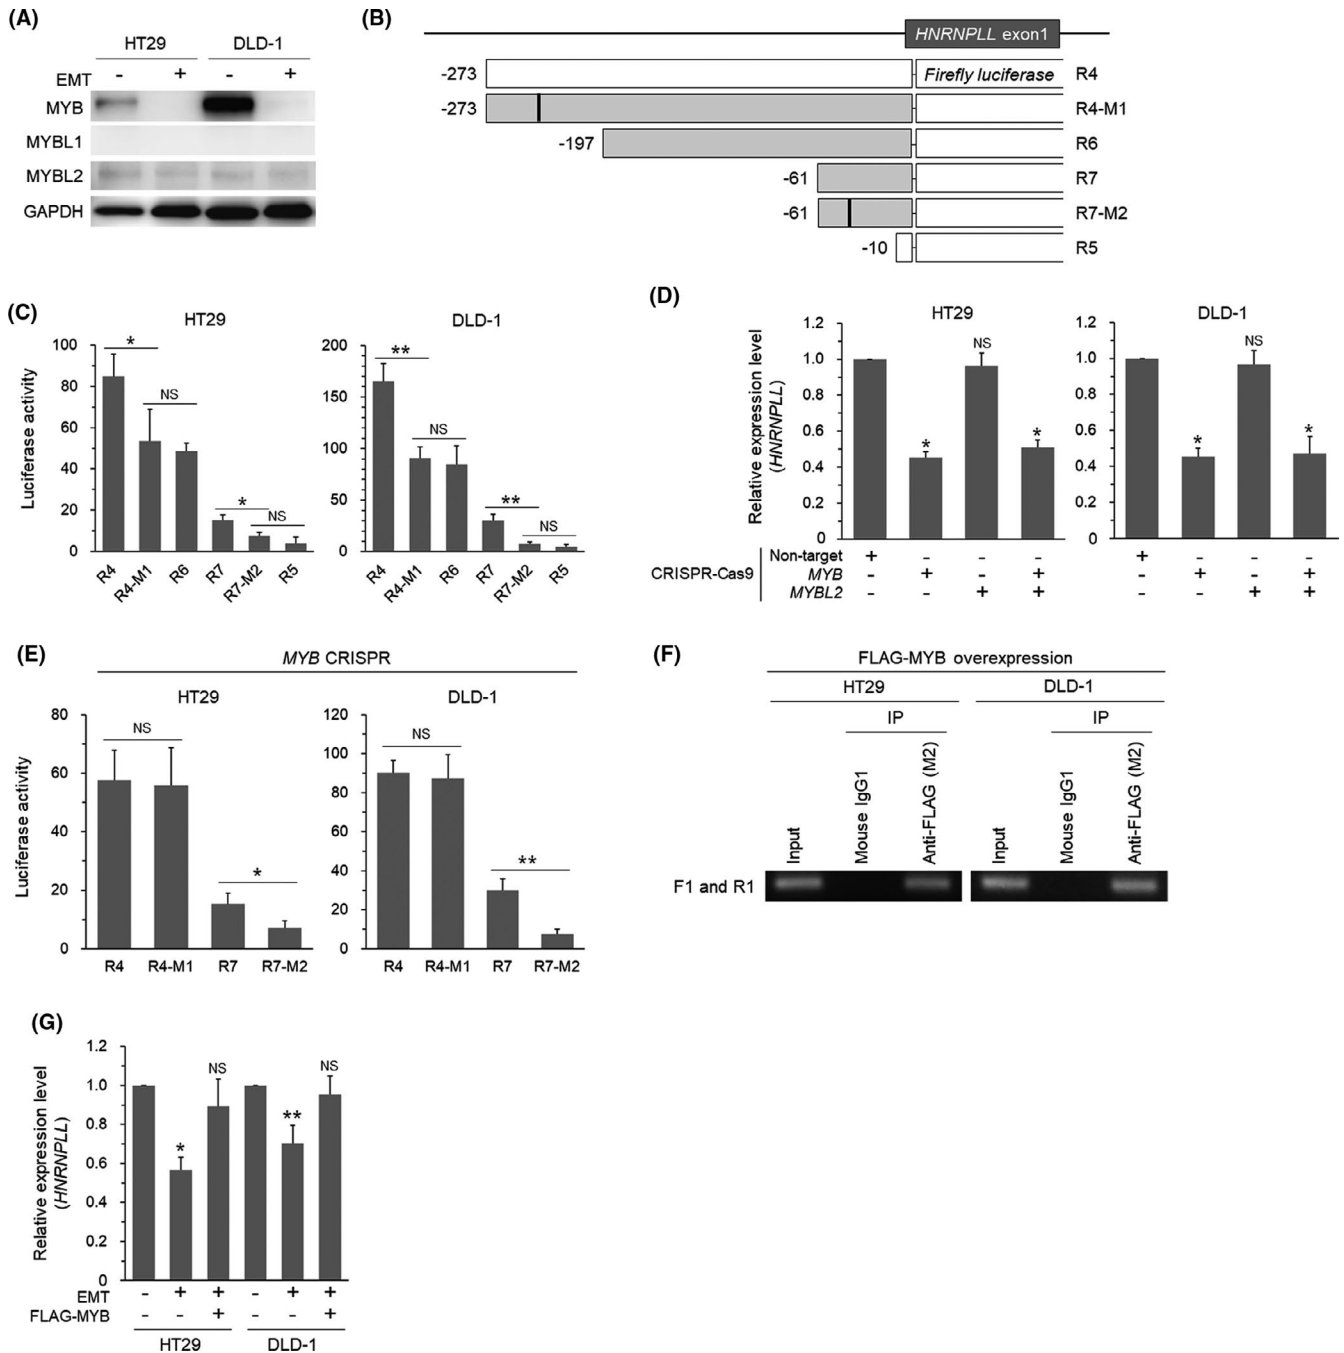 (A)
HT29 DLD-1
EMT - + - +
MYB
MYBL1
MYBL2
GAPDH
(B)
HNRNPLL exon1
-273 Firefly luciferase R4
-273 R4-M1
-197 R6
-61 R7
-61 R7-M2
-10 R5
(C)
HT29
Luciferase activity
100
80
60
40
20
0
* NS * NS
R4 R4-M1 R6 R7 R7-M2 R5
DLD-1
200
150
100
50
0
** NS ** NS
R4 R4-M1 R6 R7 R7-M2 R5
(D)
HT29
Relative expression level
(HNRNPLL)
1.2
1.0
0.8
0.6
0.4
0.2
0
* NS *
DLD-1
1.2
1.0
0.8
0.6
0.4
0.2
0
* NS *
CRISPR-Cas9
Non-target + - - - + - - +
MYB - + - + - + - +
MYBL2 - - + + - - + +
(E)
MYB CRISPR
HT29
Luciferase activity
80
60
40
20
0
NS *
R4 R4-M1 R7 R7-M2
DLD-1
120
100
80
60
40
20
0
NS **
R4 R4-M1 R7 R7-M2
(F)
FLAG-MYB overexpression
HT29 DLD-1
IP IP
Input Mouse IgG1 Anti-FLAG (M2) Input Mouse IgG1 Anti-FLAG (M2)
F1 and R1
(G)
Relative expression level
(HNRNPLL)
1.2
1.0
0.8
0.6
0.4
0.2
0
* NS ** NS
EMT - + + - + +
FLAG-MYB - - + - - +
HT29 DLD-1